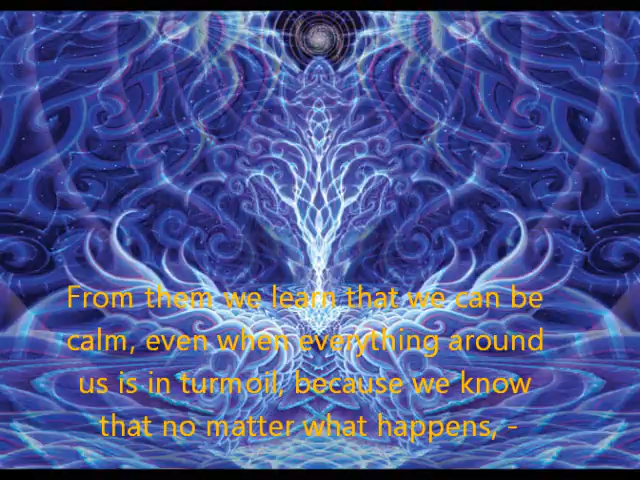 From them we learn that we can be
calm, even when everything around
us is in turmoil, because we know
that no matter what happens, -